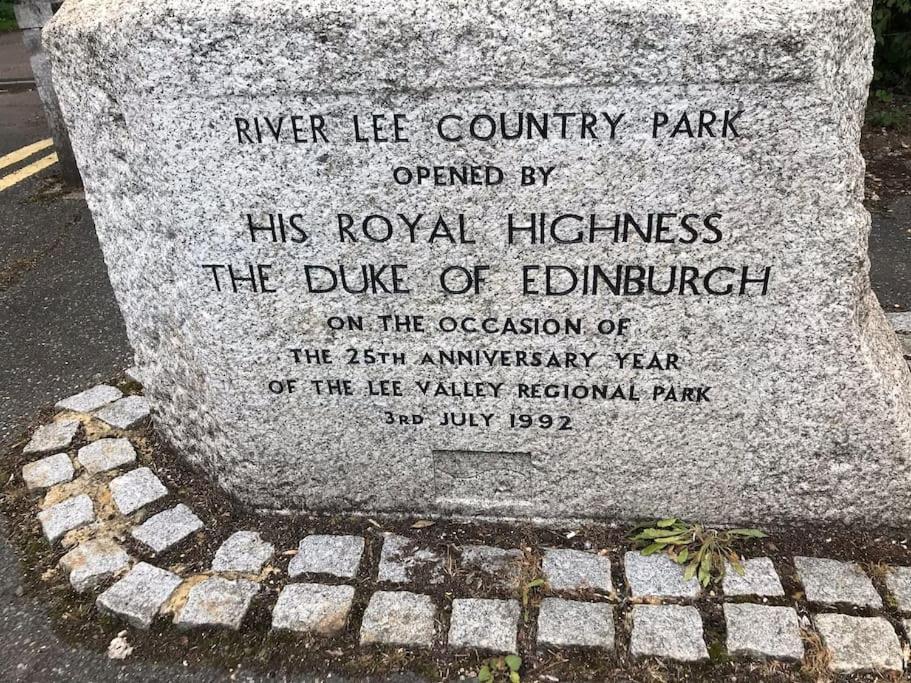 RIVER LEE COUNTRY PARK
OPENED BY
HIS ROYAL HIGHNESS
THE DUKE OF EDINBURGH
ON THE OCCASION OF
THE 25TH ANNIVERSARY YEAR
OF THE LEE VALLEY REGIONAL PARK
3RD JULY 1992